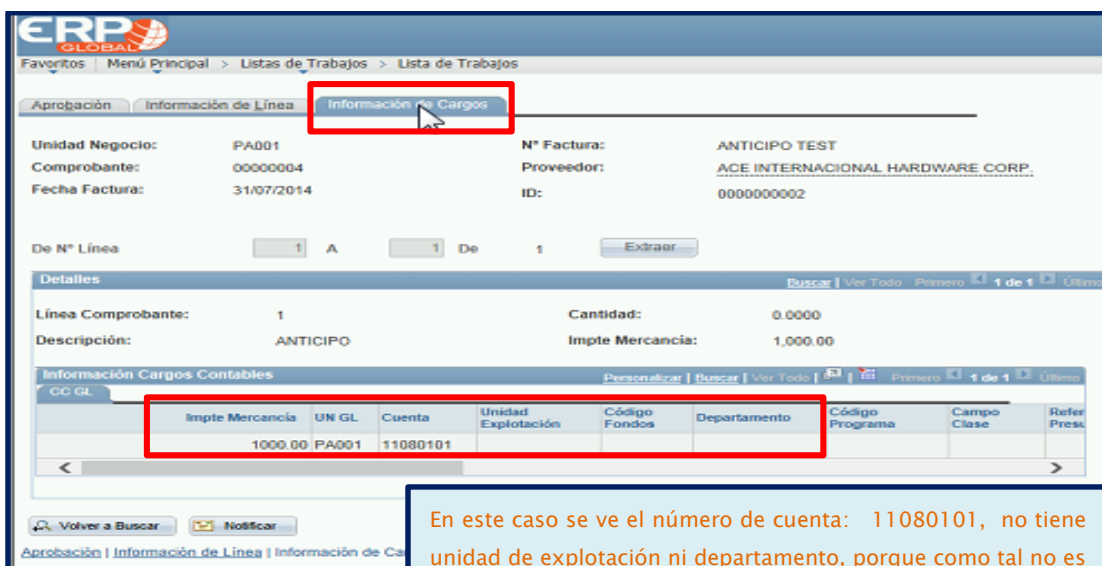 ERP
GLOBAL
Favoritos | Menú Principal > Listas de Trabajos > Lista de Trabajos
Aprobación Información de Línea Información de Cargos
Unidad Negocio: PA001 Nº Factura: ANTICIPO TEST
Comprobante: 00000004 Proveedor: ACE INTERNACIONAL HARDWARE CORP.
Fecha Factura: 31/07/2014 ID: 0000000002
De Nº Línea 1 A 1 De 1 Extraer
Detalles Buscar | Ver Todo Primero 1 de 1 Último
Línea Comprobante: 1 Cantidad: 0.0000
Descripción: ANTICIPO Impte Mercancía: 1,000.00
Información Cargos Contables Personalizar | Buscar | Ver Todo | | Primero 1 de 1 Último
CC GL
Impte Mercancía UN GL Cuenta Unidad Explotación Código Fondos Departamento Código Programa Campo Clase Refer Presu
1000.00 PA001 11080101
Volver a Buscar Notificar
Aprobación | Información de Línea | Información de Ca
En este caso se ve el número de cuenta: 11080101, no tiene
unidad de explotación ni departamento, porque como tal no es